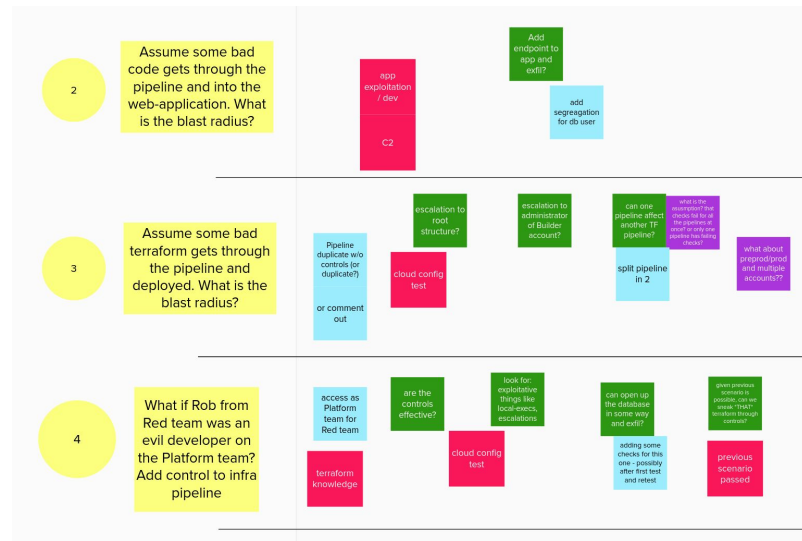 2
Assume some bad
code gets through the
pipeline and into the
web-application. What
is the blast radius?
app
exploitation
/ dev
C2
Add
endpoint to
app and
exfil?
add
segreagation
for db user
3
Assume some bad
terraform gets through
the pipeline and
deployed. What is the
blast radius?
Pipeline
duplicate w/o
controls (or
duplicate?)
or comment
out
escalation to
root
structure?
cloud config
test
escalation to
administrator
of Builder
account?
can one
pipeline affect
another TF
pipeline?
split pipeline
in 2
what is the
asusmption? that
checks fail for all
the pipelines at
once? or only one
pipeline has failing
checks?
what about
preprod/prod
and multiple
accounts??
4
What if Rob from
Red team was an
evil developer on
the Platform team?
Add control to infra
pipeline
access as
Platform
team for
Red team
terraform
knowledge
are the
controls
effective?
cloud config
test
look for:
exploitative
things like
local-execs,
escalations
can open up
the database
in some way
and exfil?
adding some
checks for this
one - possibly
after first test
and retest
given previous
scenario is
possible, can we
sneak "THAT"
terraform through
controls?
previous
scenario
passed